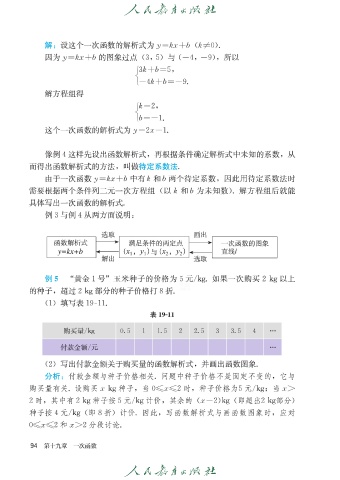 人民教育出版社
解：设这个一次函数的解析式为 y=kx+b (k≠0).
因为 y=kx+b 的图象过点 (3, 5) 与 (-4, -9)，所以
3k+b=5,
-4k+b=-9.
解方程组得
k=2,
b=-1.
这个一次函数的解析式为 y=2x-1.
像例 4 这样先设出函数解析式，再根据条件确定解析式中未知的系数，从
而得出函数解析式的方法，叫做待定系数法.
由于一次函数 y=kx+b 中有 k 和 b 两个待定系数，因此用待定系数法时
需要根据两个条件列二元一次方程组（以 k 和 b 为未知数）. 解方程组后就能
具体写出一次函数的解析式.
例 3 与例 4 从两方面说明：
选取 画出
函数解析式 满足条件的两定点 一次函数的图象
y=kx+b (x₁, y₁)与(x₂, y₂) 直线l
解出 选取
例 5 “黄金 1 号”玉米种子的价格为 5 元/kg. 如果一次购买 2 kg 以上
的种子，超过 2 kg 部分的种子价格打 8 折.
(1) 填写表 19-11.
表 19-11
购买量/kg 0.5 1 1.5 2 2.5 3 3.5 4 …
付款金额/元 …
(2) 写出付款金额关于购买量的函数解析式，并画出函数图象.
分析：付款金额与种子价格相关. 问题中种子价格不是固定不变的，它与
购买量有关. 设购买 x kg 种子，当 0≤x≤2 时，种子价格为5 元/kg；当 x>
2 时，其中有 2 kg 种子按 5 元/kg 计价，其余的 (x-2)kg（即超出2 kg部分）
种子按 4 元/kg（即 8 折）计价. 因此，写函数解析式与画函数图象时，应对
0≤x≤2 和 x>2 分段讨论.
94 第十九章 一次函数
人民教育出版社